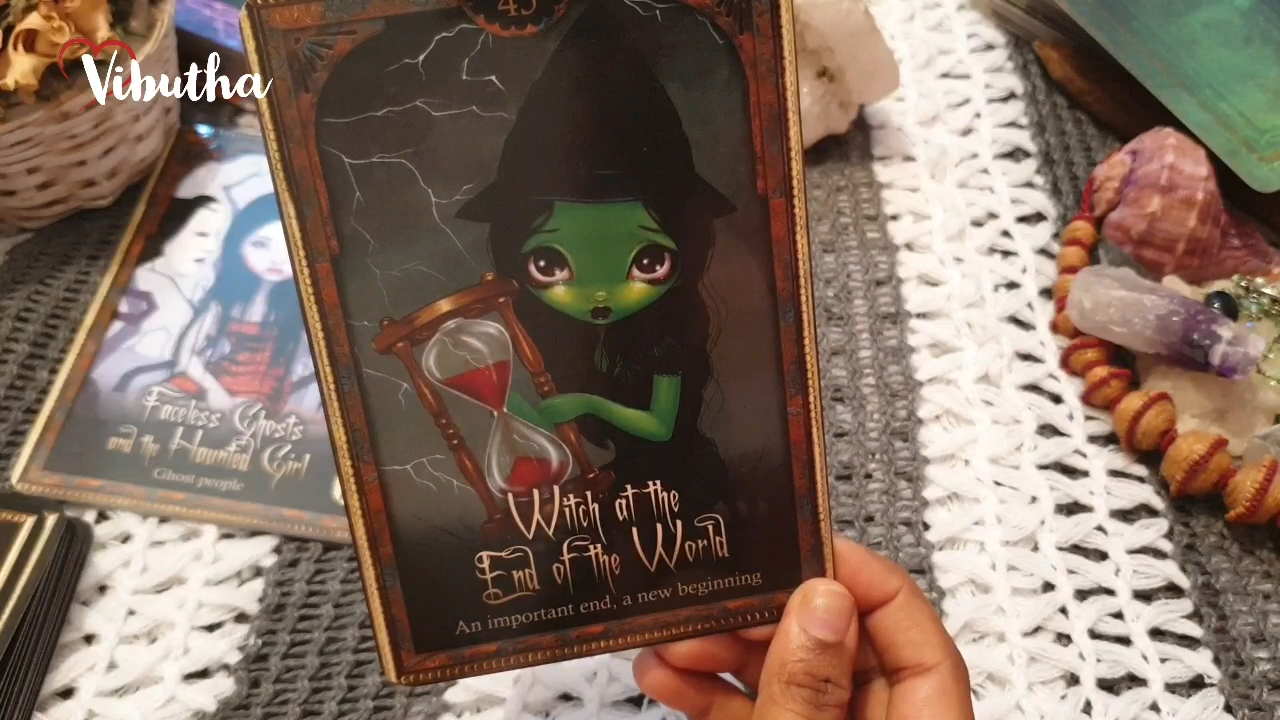 Vibutha
45
Witch at the
End of the World
An important end, a new beginning
Faceless Ghosts
and the Haunted Girl
Ghost people